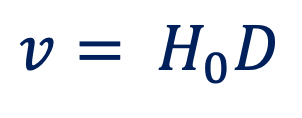 v = H₀D